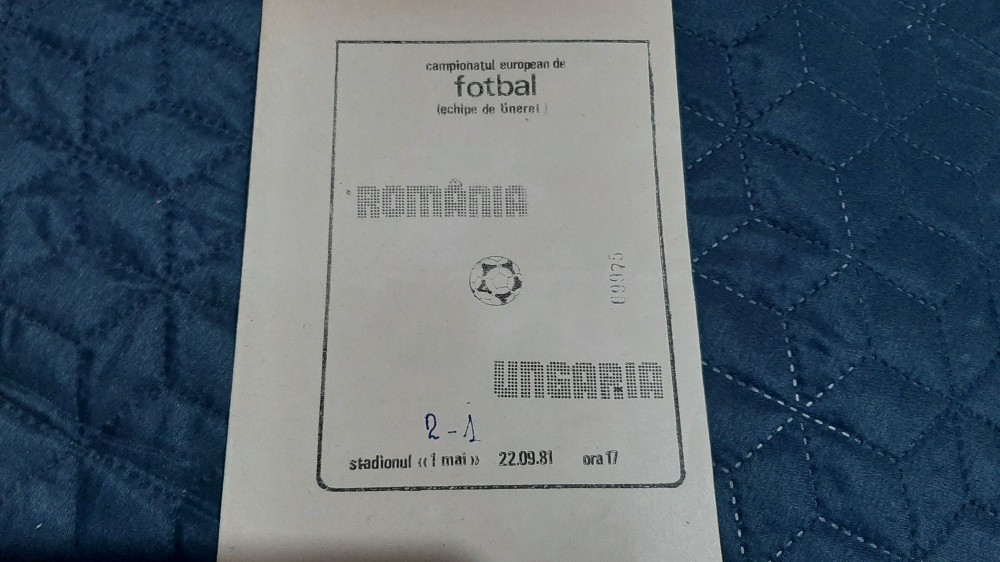 campionatul european de
fotbal
(echipe de tineret)
ROMÂNIA
09975
UNGARIA
2-1
stadionul «1 mai» 22.09.81 ora 17